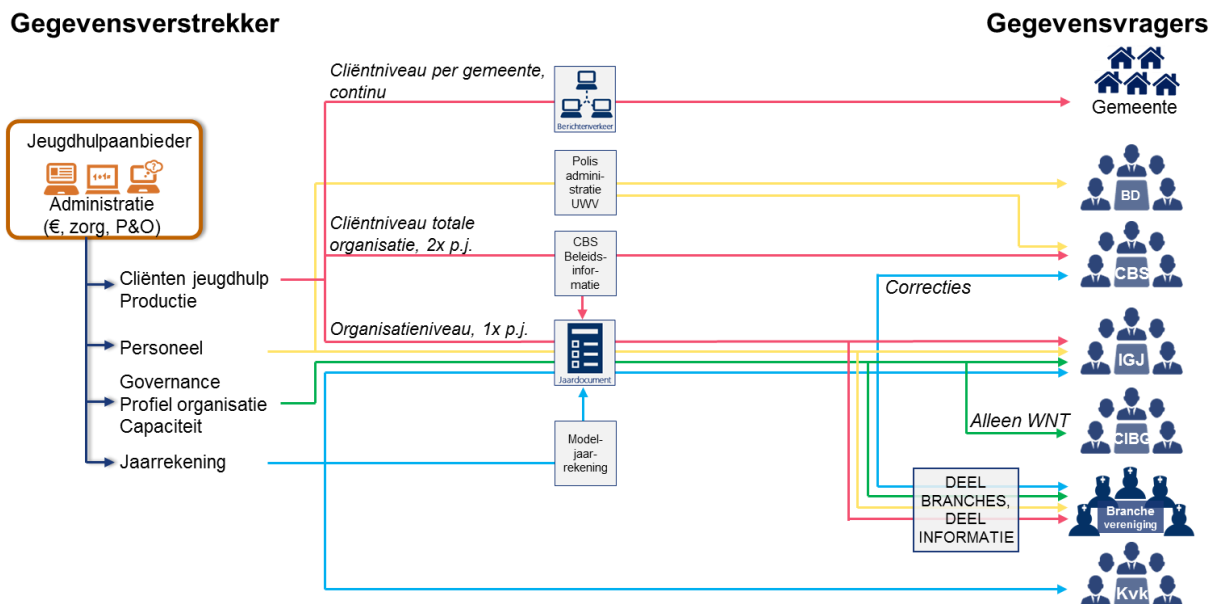 Gegevensverstrekker
Gegevensvragers
Cliëntniveau per gemeente,
continu
Berichtenverkeer
Gemeente
Jeugdhulpaanbieder
Administratie
(€, zorg, P&O)
Polis
admini-
stratie
UWV
BD
Cliëntniveau totale
organisatie, 2x p.j.
CBS
Beleids-
infor-
matie
CBS
Cliënten jeugdhulp
Productie
Correcties
Organisatieniveau, 1x p.j.
Jaardocument
IGJ
Personeel
Governance
Profiel organisatie
Capaciteit
Alleen WNT
CIBG
Jaarrekening
Model-
jaar-
rekening
DEEL
BRANCHES,
DEEL
INFORMATIE
Branche
vereniging
Kvk